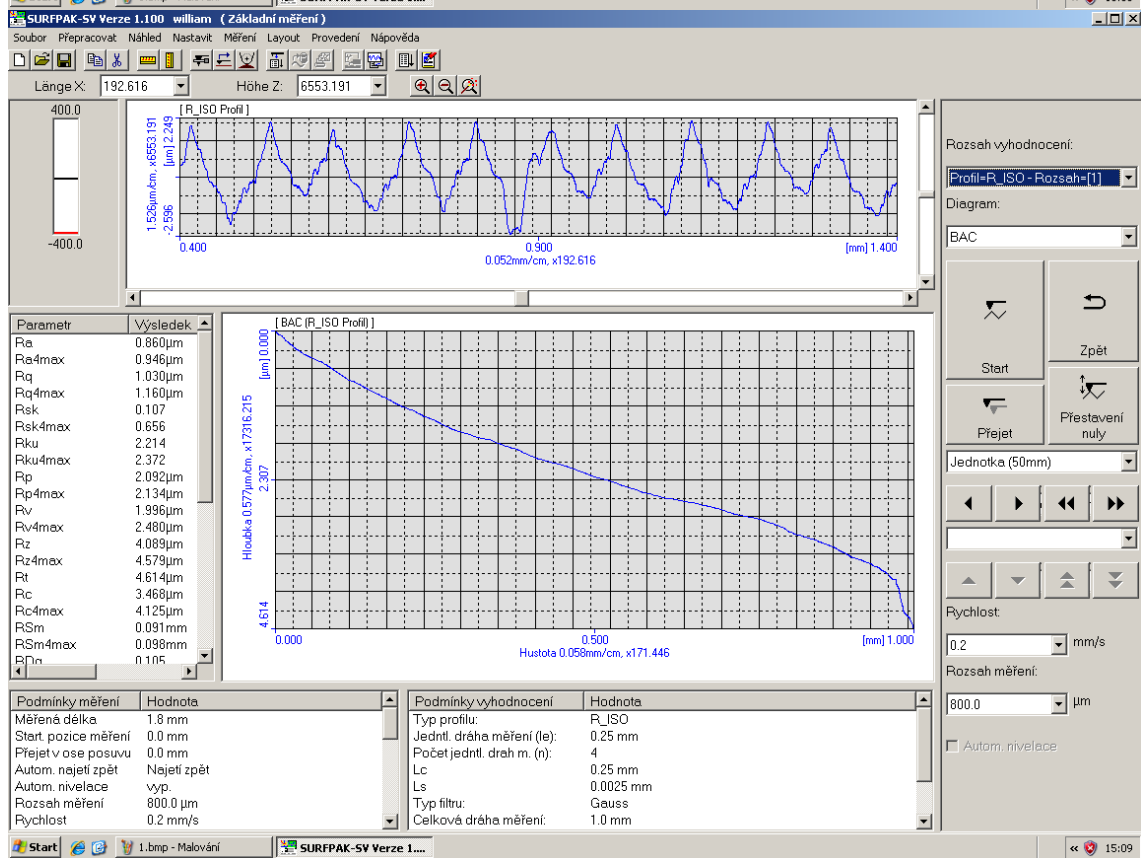 SURFPAK-SV Verze 1.100 william ( Základní měření )
Soubor Přepracovat Náhled Nastavit Měření Layout Provedení Nápověda
Länge X: 192.616 Höhe Z: 6553.191
400.0
-400.0
[ R_ISO Profil ]
1.526µm/cm, x6553.191
-2.596 [µm] 2.249
0.400 0.900 [mm] 1.400
0.052mm/cm, x192.616
Rozsah vyhodnocení:
Profil=R_ISO - Rozsah=[1]
Diagram:
BAC
Start
Zpět
Přejet
Přestavení
nuly
Jednotka (50mm)
Rychlost:
0.2 mm/s
Rozsah měření:
800.0 µm
Autom. nivelace
Parametr Výsledek
Ra 0.860µm
Ra4max 0.946µm
Rq 1.030µm
Rq4max 1.160µm
Rsk 0.107
Rsk4max 0.656
Rku 2.214
Rku4max 2.372
Rp 2.092µm
Rp4max 2.134µm
Rv 1.996µm
Rv4max 2.480µm
Rz 4.089µm
Rz4max 4.579µm
Rt 4.614µm
Rc 3.468µm
Rc4max 4.125µm
RSm 0.091mm
RSm4max 0.098mm
RDq 0.105
[ BAC (R_ISO Profil) ]
Hloubka 0.577µm/cm, x17316.215
4.614 2.307 [µm] 0.000
0.000 0.500 [mm] 1.000
Hustota 0.058mm/cm, x171.446
Podmínky měření Hodnota
Měřená délka 1.8 mm
Start. pozice měření 0.0 mm
Přejet v ose posuvu 0.0 mm
Autom. najetí zpět Najetí zpět
Autom. nivelace vyp.
Rozsah měření 800.0 µm
Rychlost 0.2 mm/s
Podmínky vyhodnocení Hodnota
Typ profilu: R_ISO
Jedntl. dráha měření (le): 0.25 mm
Počet jedntl. drah m. (n): 4
Lc 0.25 mm
Ls 0.0025 mm
Typ filtru: Gauss
Celková dráha měření: 1.0 mm
Start 1.bmp - Malování SURFPAK-SV Verze 1.... 15:09